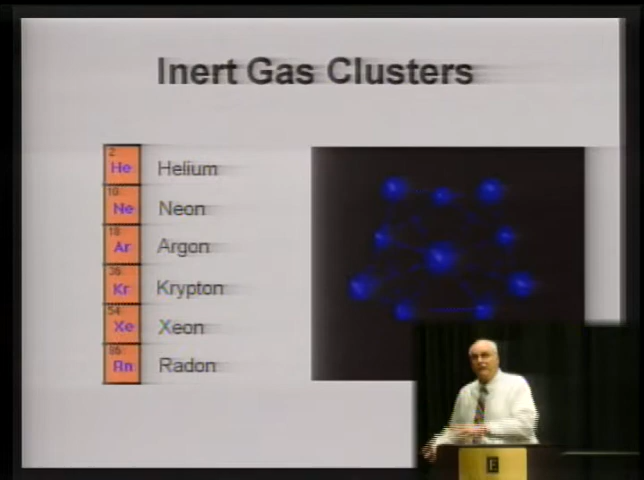 Inert Gas Clusters
2
He Helium
10
Ne Neon
18
Ar Argon
36
Kr Krypton
54
Xe Xeon
86
Rn Radon
E